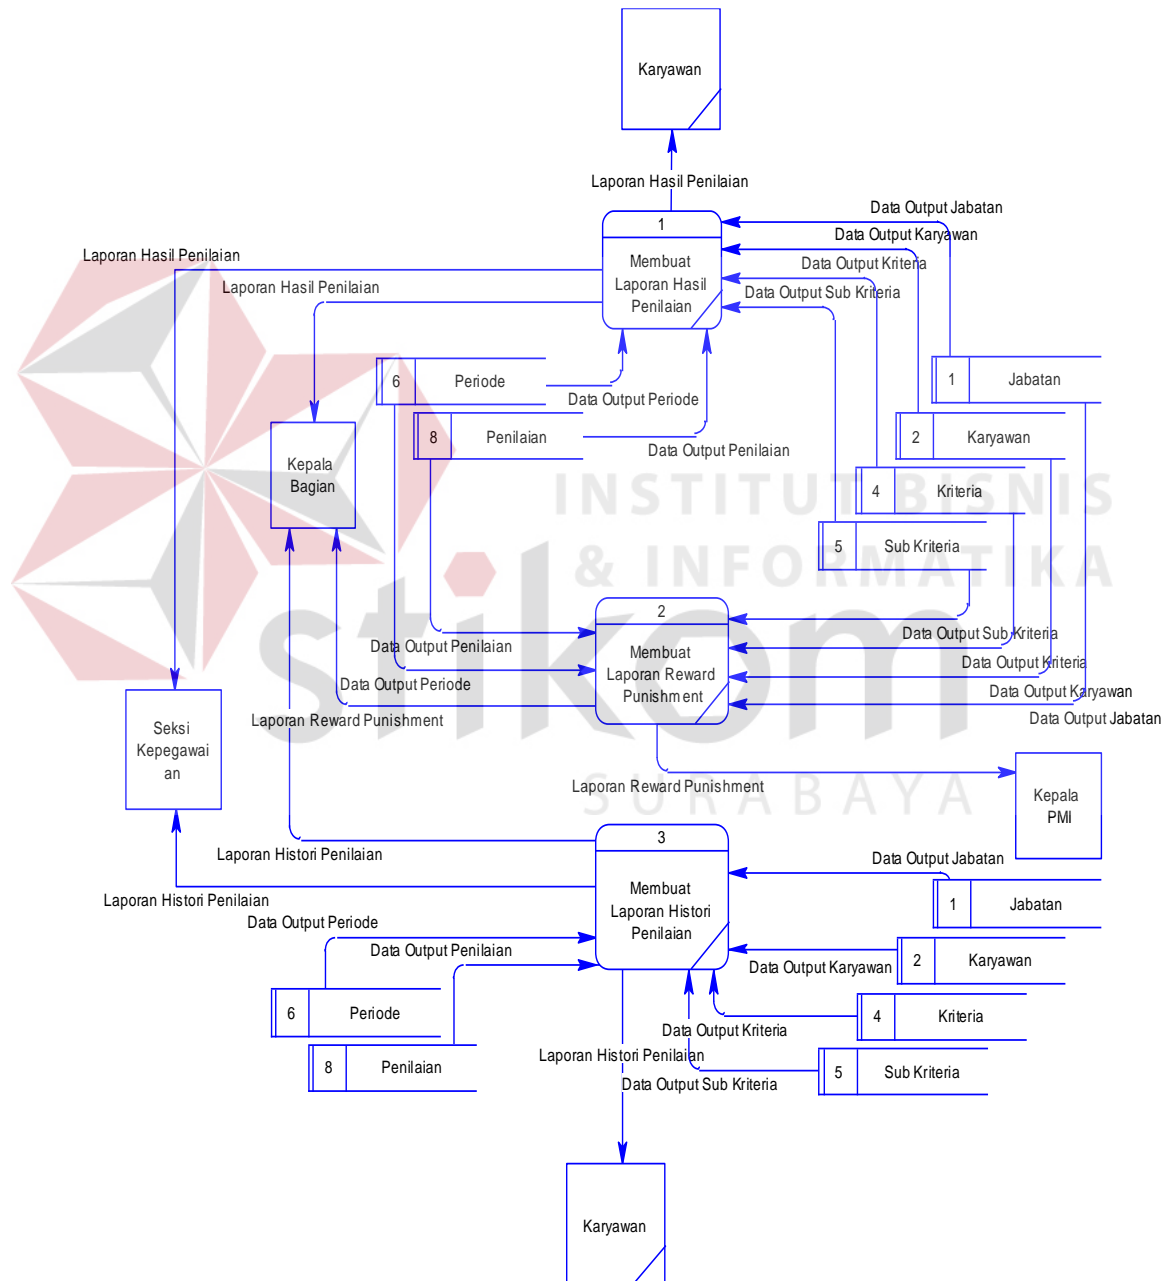 Karyawan
Laporan Hasil Penilaian
Data Output Jabatan
1
Data Output Karyawan
Laporan Hasil Penilaian
Membuat
Laporan Hasil
Penilaian
Data Output Kriteria
Laporan Hasil Penilaian
Data Output Sub Kriteria
6
Periode
1
Jabatan
Data Output Periode
8
Penilaian
2
Karyawan
Data Output Penilaian
Kepala
Bagian
4
Kriteria
INSTITUT BISNIS
5
Sub Kriteria
& INFORMATIKA
stikom
2
Data Output Penilaian
Membuat
Laporan Reward
Punishment
Data Output Sub Kriteria
Data Output Kriteria
Data Output Periode
Data Output Karyawan
Laporan Reward Punishment
Data Output Jabatan
Seksi
Kepegawai
an
Laporan Reward Punishment
SURABAYA
Kepala
PMI
3
Laporan Histori Penilaian
Data Output Jabatan
Membuat
Laporan Histori
Penilaian
Laporan Histori Penilaian
1
Jabatan
Data Output Periode
Data Output Penilaian
Data Output Karyawan
2
Karyawan
6
Periode
4
Kriteria
Data Output Kriteria
Laporan Histori Penilaian
8
Penilaian
5
Sub Kriteria
Data Output Sub Kriteria
Karyawan